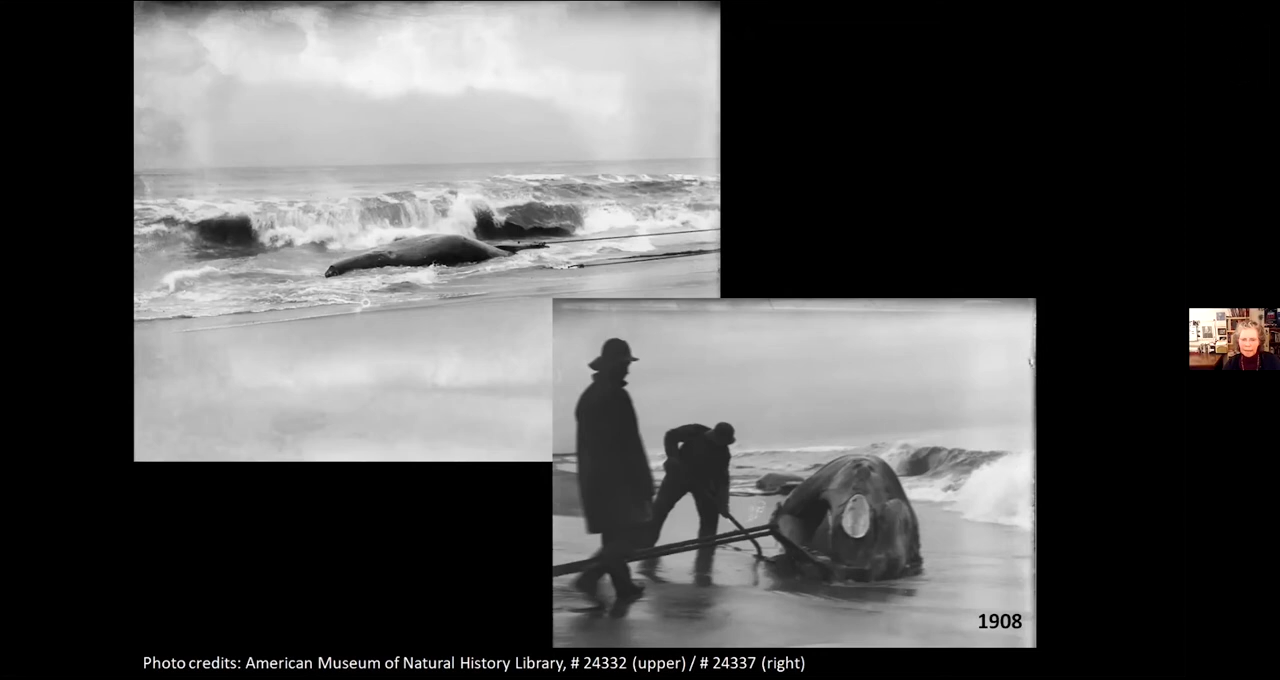 1908
Photo credits: American Museum of Natural History Library, # 24332 (upper) / # 24337 (right)